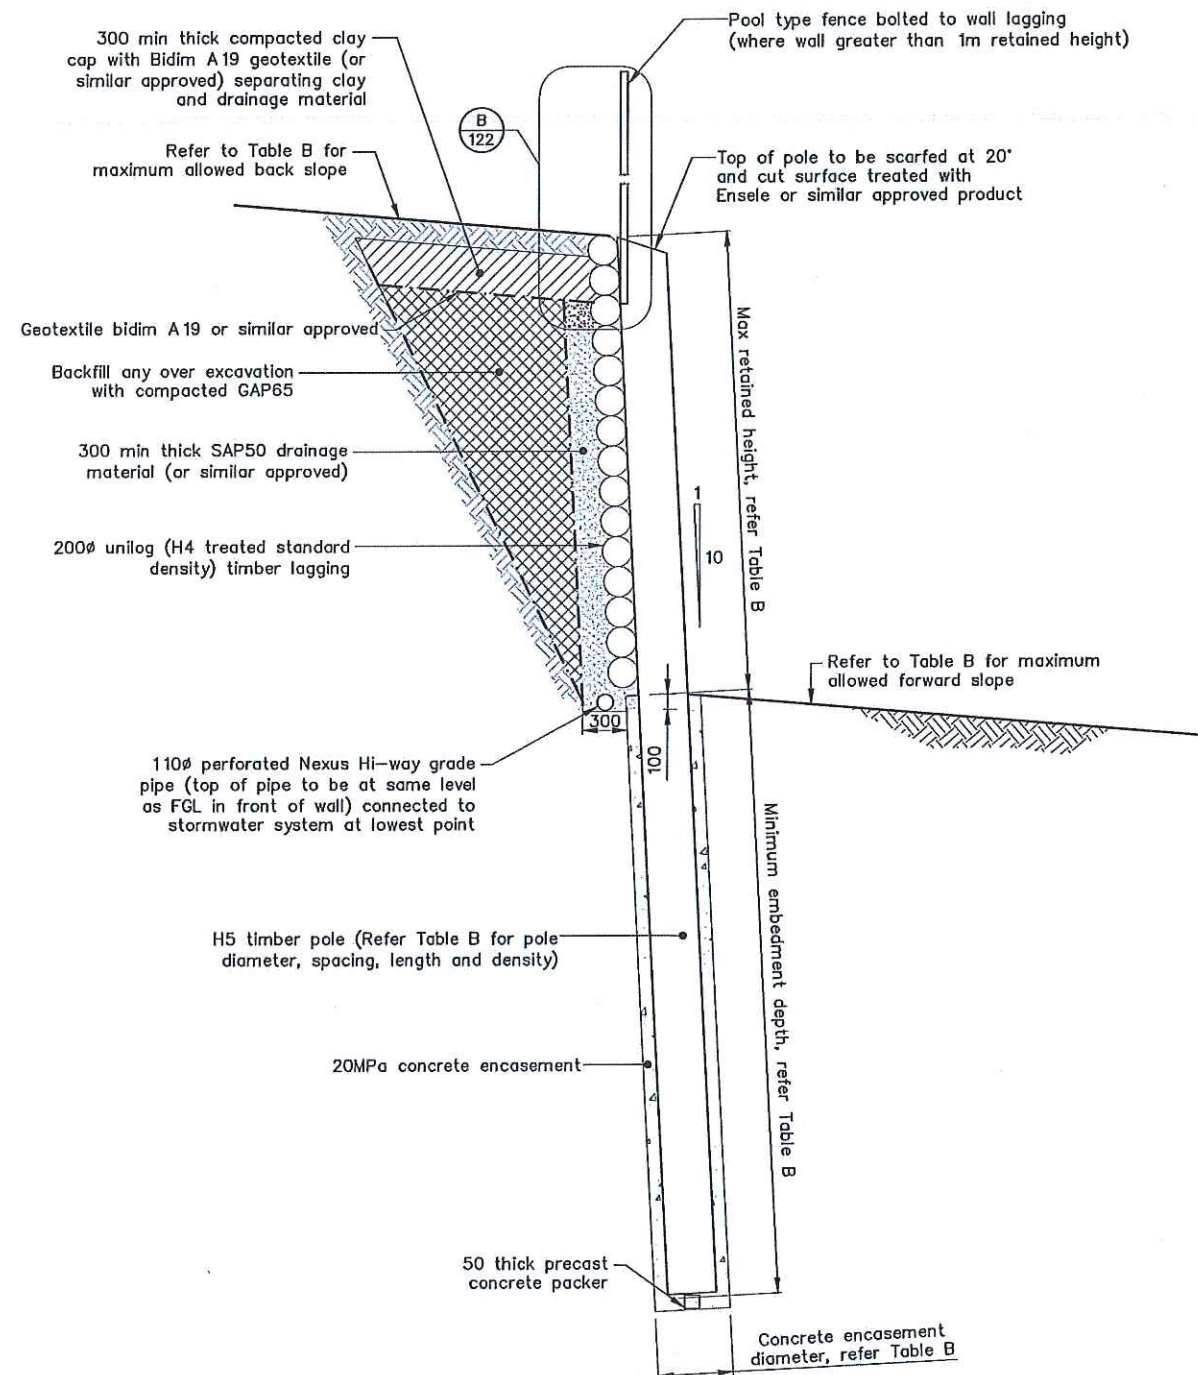 Pool type fence bolted to wall lagging
(where wall greater than 1m retained height)
300 min thick compacted clay
cap with Bidim A19 geotextile (or
similar approved) separating clay
and drainage material
B
122
Refer to Table B for
maximum allowed back slope
Top of pole to be scarfed at 20°
and cut surface treated with
Ensele or similar approved product
Geotextile bidim A19 or similar approved
Backfill any over excavation
with compacted GAP65
300 min thick SAP50 drainage
material (or similar approved)
200ø unilog (H4 treated standard
density) timber lagging
1
10
Max retained height, refer Table B
Refer to Table B for maximum
allowed forward slope
300
100
110ø perforated Nexus Hi-way grade
pipe (top of pipe to be at same level
as FGL in front of wall) connected to
stormwater system at lowest point
Minimum embedment depth, refer Table B
H5 timber pole (Refer Table B for pole
diameter, spacing, length and density)
20MPa concrete encasement
50 thick precast
concrete packer
Concrete encasement
diameter, refer Table B